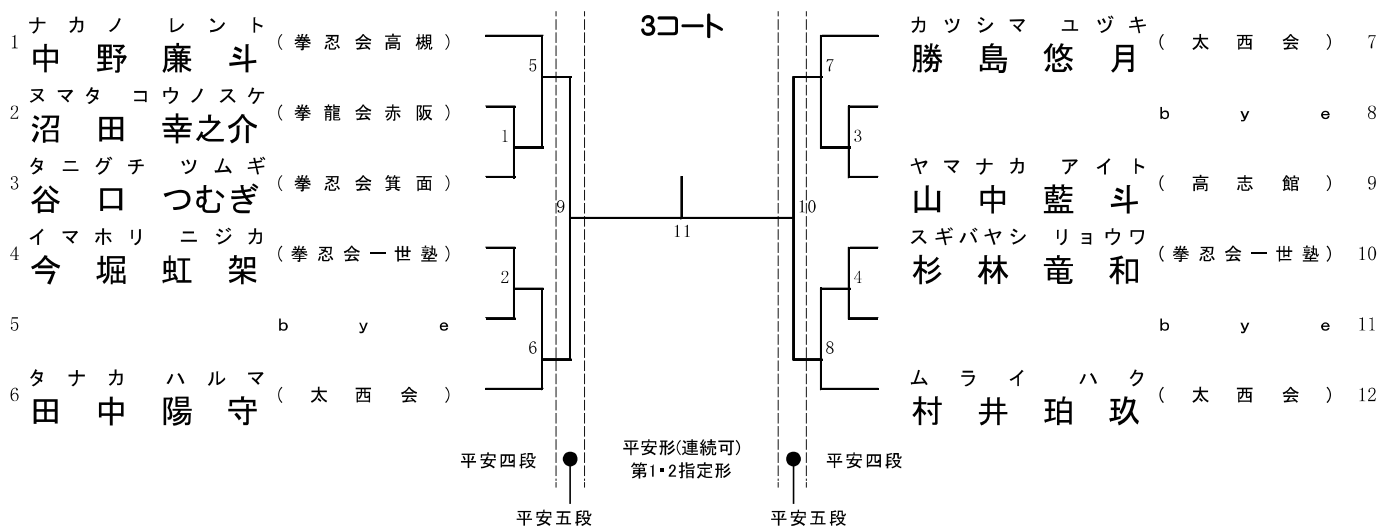 3コート
ナカノ レント
1 中野 廉斗 (拳忍会高槻)
ヌマタ コウノスケ
2 沼田 幸之介 (拳龍会赤阪)
タニグチ ツムギ
3 谷口 つむぎ (拳忍会箕面)
イマホリ ニジカ
4 今堀 虹架 (拳忍会一世塾)
5 bye
タナカ ハルマ
6 田中 陽守 (太西会)
5
1
9
2
6
11
7
3
10
4
8
カツシマ ユヅキ
勝島 悠月 (太西会) 7
bye 8
ヤマナカ アイト
山中 藍斗 (高志館) 9
スギバヤシ リョウワ
杉林 竜和 (拳忍会一世塾) 10
bye 11
ムライ ハク
村井 珀玖 (太西会) 12
平安四段
平安形(連続可)
第1・2指定形
平安四段
平安五段
平安五段